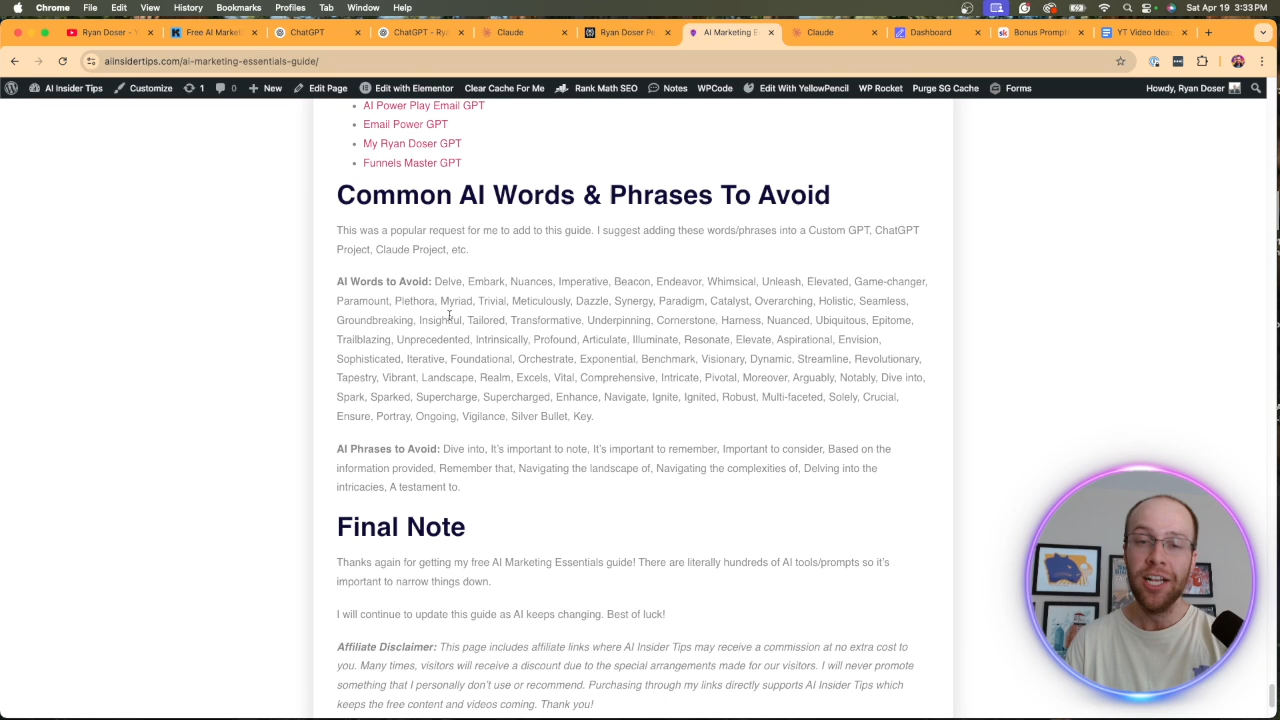 Chrome File Edit View History Bookmarks Profiles Tab Window Help Sat Apr 19 3:33 PM
Ryan Doser - Free AI Market ChatGPT ChatGPT - Ry Claude Ryan Doser Pe AI Marketing E Claude Dashboard Bonus Prompt YT Video Idea
aiinsidertips.com/ai-marketing-essentials-guide/
AI Insider Tips Customize 1 0 New Edit Page Edit with Elementor Clear Cache For Me Rank Math SEO Notes WPCode Edit With YellowPencil WP Rocket Purge SG Cache Forms Howdy, Ryan Doser
AI Power Play Email GPT
Email Power GPT
My Ryan Doser GPT
Funnels Master GPT
Common AI Words & Phrases To Avoid
This was a popular request for me to add to this guide. I suggest adding these words/phrases into a Custom GPT, ChatGPT
Project, Claude Project, etc.
AI Words to Avoid: Delve, Embark, Nuances, Imperative, Beacon, Endeavor, Whimsical, Unleash, Elevated, Game-changer,
Paramount, Plethora, Myriad, Trivial, Meticulously, Dazzle, Synergy, Paradigm, Catalyst, Overarching, Holistic, Seamless,
Groundbreaking, Insightful, Tailored, Transformative, Underpinning, Cornerstone, Harness, Nuanced, Ubiquitous, Epitome,
Trailblazing, Unprecedented, Intrinsically, Profound, Articulate, Illuminate, Resonate, Elevate, Aspirational, Envision,
Sophisticated, Iterative, Foundational, Orchestrate, Exponential, Benchmark, Visionary, Dynamic, Streamline, Revolutionary,
Tapestry, Vibrant, Landscape, Realm, Excels, Vital, Comprehensive, Intricate, Pivotal, Moreover, Arguably, Notably, Dive into,
Spark, Sparked, Supercharge, Supercharged, Enhance, Navigate, Ignite, Ignited, Robust, Multi-faceted, Solely, Crucial,
Ensure, Portray, Ongoing, Vigilance, Silver Bullet, Key.
AI Phrases to Avoid: Dive into, It's important to note, It's important to remember, Important to consider, Based on the
information provided, Remember that, Navigating the landscape of, Navigating the complexities of, Delving into the
intricacies, A testament to.
Final Note
Thanks again for getting my free AI Marketing Essentials guide! There are literally hundreds of AI tools/prompts so it's
important to narrow things down.
I will continue to update this guide as AI keeps changing. Best of luck!
Affiliate Disclaimer: This page includes affiliate links where AI Insider Tips may receive a commission at no extra cost to
you. Many times, visitors will receive a discount due to the special arrangements made for our visitors. I will never promote
something that I personally don't use or recommend. Purchasing through my links directly supports AI Insider Tips which
keeps the free content and videos coming. Thank you!